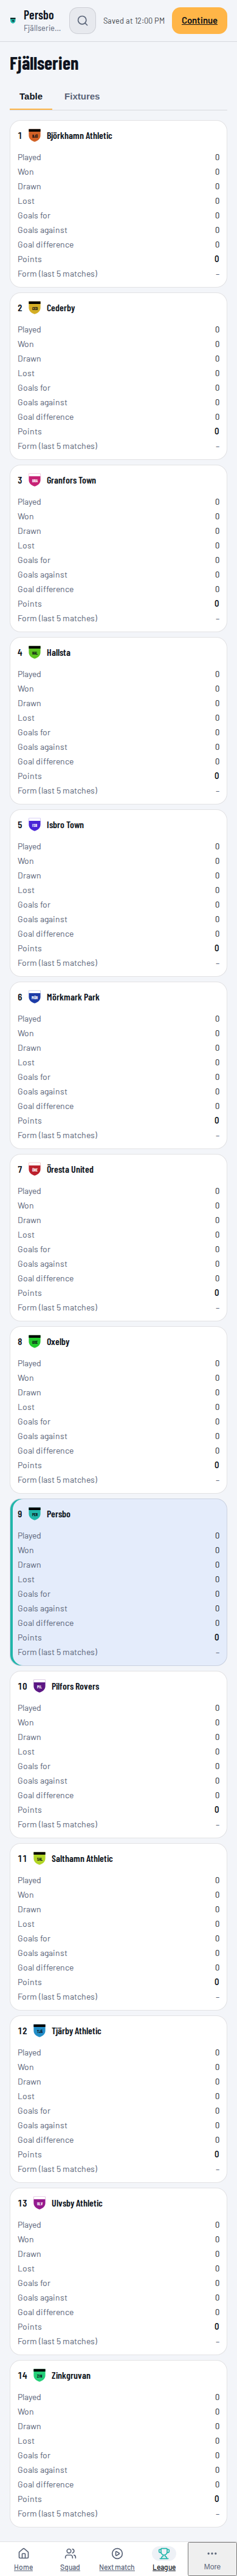 Persbo
Fjällserie...
Saved at 12:00 PM
Continue
Fjällserien
Table Fixtures
1 Björkhamn Athletic
Played 0
Won 0
Drawn 0
Lost 0
Goals for 0
Goals against 0
Goal difference 0
Points 0
Form (last 5 matches) –
2 Cederby
Played 0
Won 0
Drawn 0
Lost 0
Goals for 0
Goals against 0
Goal difference 0
Points 0
Form (last 5 matches) –
3 Granfors Town
Played 0
Won 0
Drawn 0
Lost 0
Goals for 0
Goals against 0
Goal difference 0
Points 0
Form (last 5 matches) –
4 Hallsta
Played 0
Won 0
Drawn 0
Lost 0
Goals for 0
Goals against 0
Goal difference 0
Points 0
Form (last 5 matches) –
5 Isbro Town
Played 0
Won 0
Drawn 0
Lost 0
Goals for 0
Goals against 0
Goal difference 0
Points 0
Form (last 5 matches) –
6 Mörkmark Park
Played 0
Won 0
Drawn 0
Lost 0
Goals for 0
Goals against 0
Goal difference 0
Points 0
Form (last 5 matches) –
7 Öresta United
Played 0
Won 0
Drawn 0
Lost 0
Goals for 0
Goals against 0
Goal difference 0
Points 0
Form (last 5 matches) –
8 Oxelby
Played 0
Won 0
Drawn 0
Lost 0
Goals for 0
Goals against 0
Goal difference 0
Points 0
Form (last 5 matches) –
9 Persbo
Played 0
Won 0
Drawn 0
Lost 0
Goals for 0
Goals against 0
Goal difference 0
Points 0
Form (last 5 matches) –
10 Pilfors Rovers
Played 0
Won 0
Drawn 0
Lost 0
Goals for 0
Goals against 0
Goal difference 0
Points 0
Form (last 5 matches) –
11 Salthamn Athletic
Played 0
Won 0
Drawn 0
Lost 0
Goals for 0
Goals against 0
Goal difference 0
Points 0
Form (last 5 matches) –
12 Tjärby Athletic
Played 0
Won 0
Drawn 0
Lost 0
Goals for 0
Goals against 0
Goal difference 0
Points 0
Form (last 5 matches) –
13 Ulvsby Athletic
Played 0
Won 0
Drawn 0
Lost 0
Goals for 0
Goals against 0
Goal difference 0
Points 0
Form (last 5 matches) –
14 Zinkgruvan
Played 0
Won 0
Drawn 0
Lost 0
Goals for 0
Goals against 0
Goal difference 0
Points 0
Form (last 5 matches) –
Home Squad Next match League More